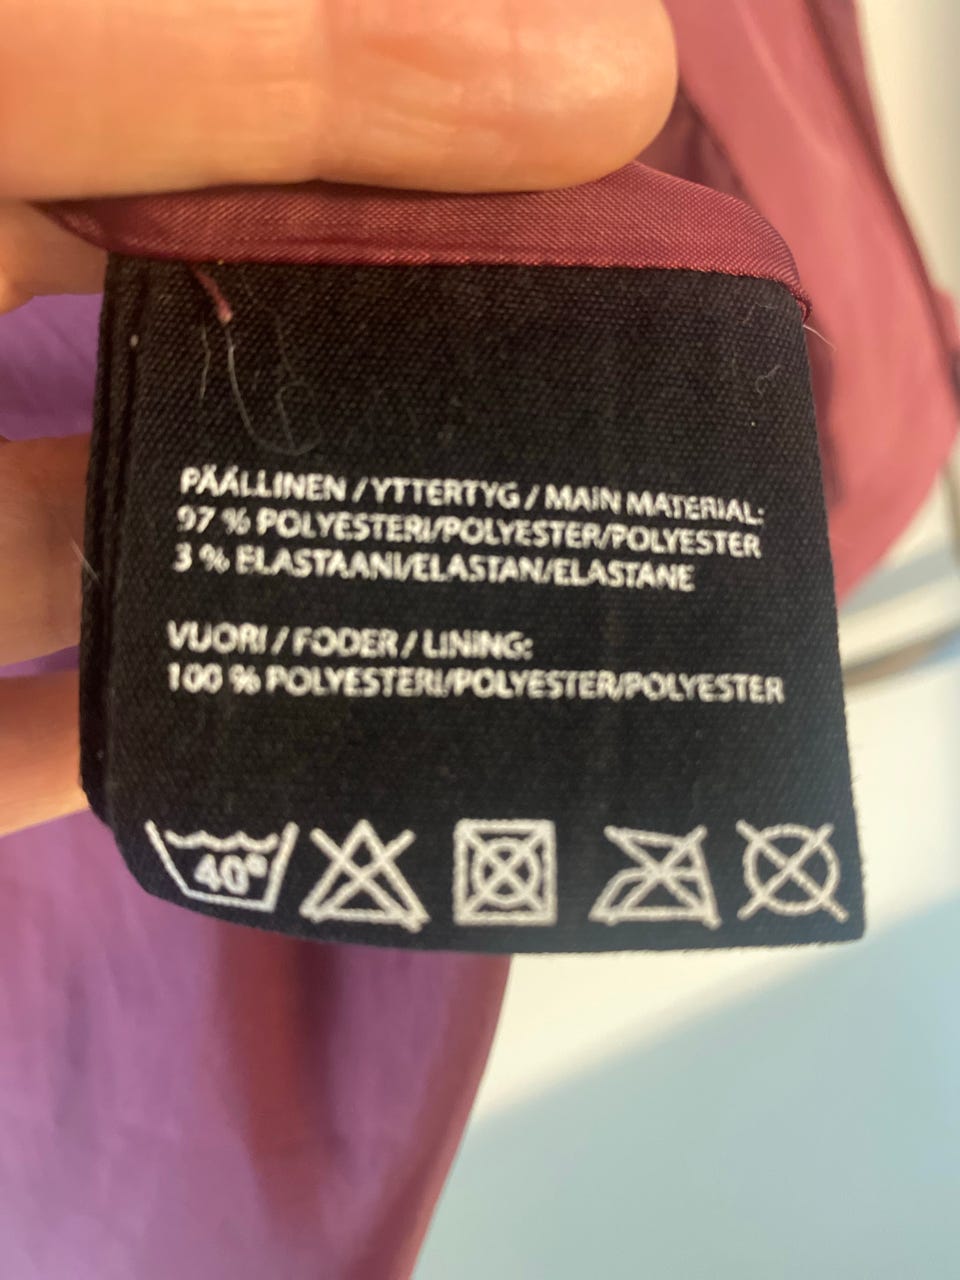 PÄÄLLINEN / YTTERTYG / MAIN MATERIAL:
97 % POLYESTERI/POLYESTER/POLYESTER
3 % ELASTAANI/ELASTAN/ELASTANE
VUORI / FODER / LINING:
100 % POLYESTERI/POLYESTER/POLYESTER
40°